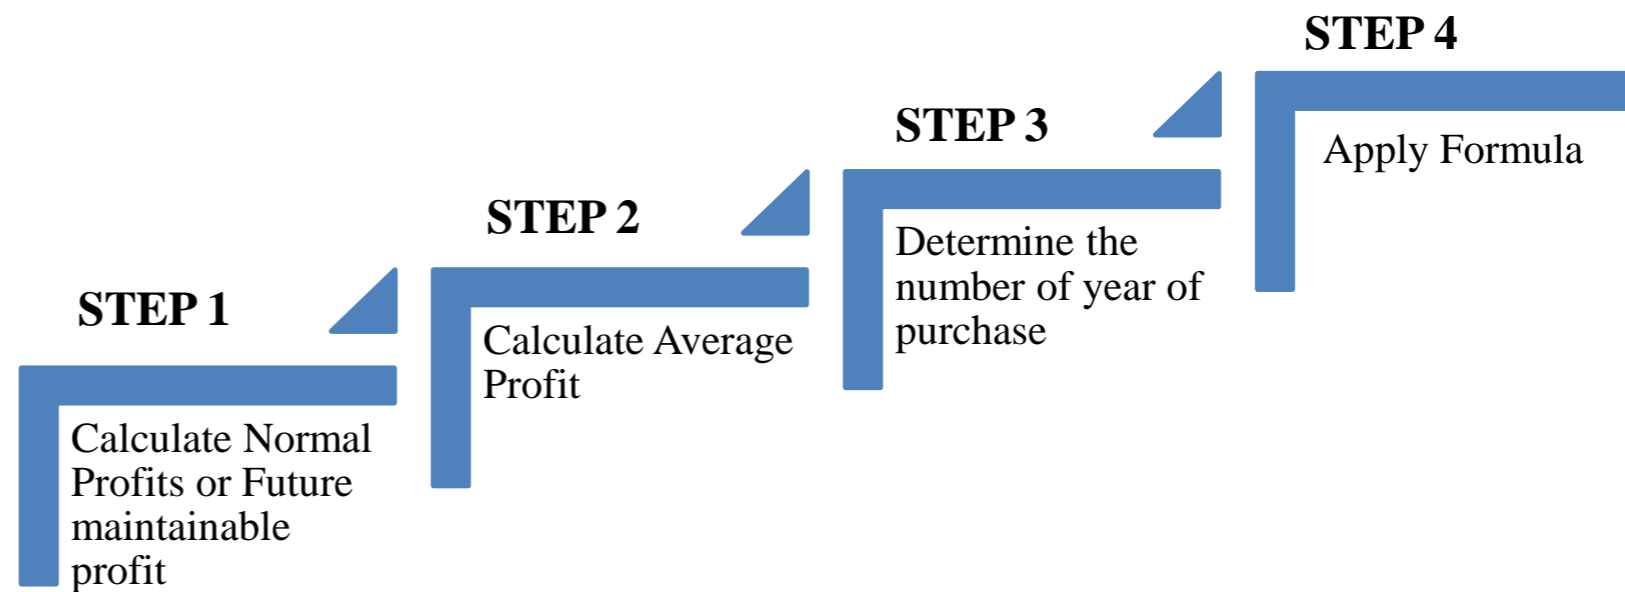 STEP 1
Calculate Normal
Profits or Future
maintainable
profit
STEP 2
Calculate Average
Profit
STEP 3
Determine the
number of year of
purchase
STEP 4
Apply Formula